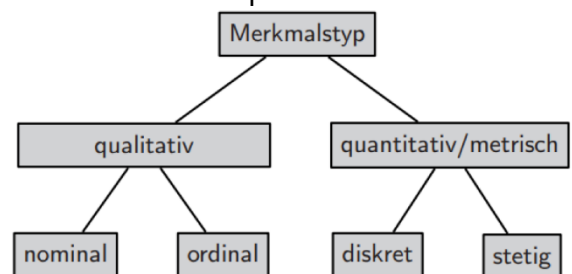 Merkmalstyp
qualitativ
quantitativ/metrisch
nominal
ordinal
diskret
stetig